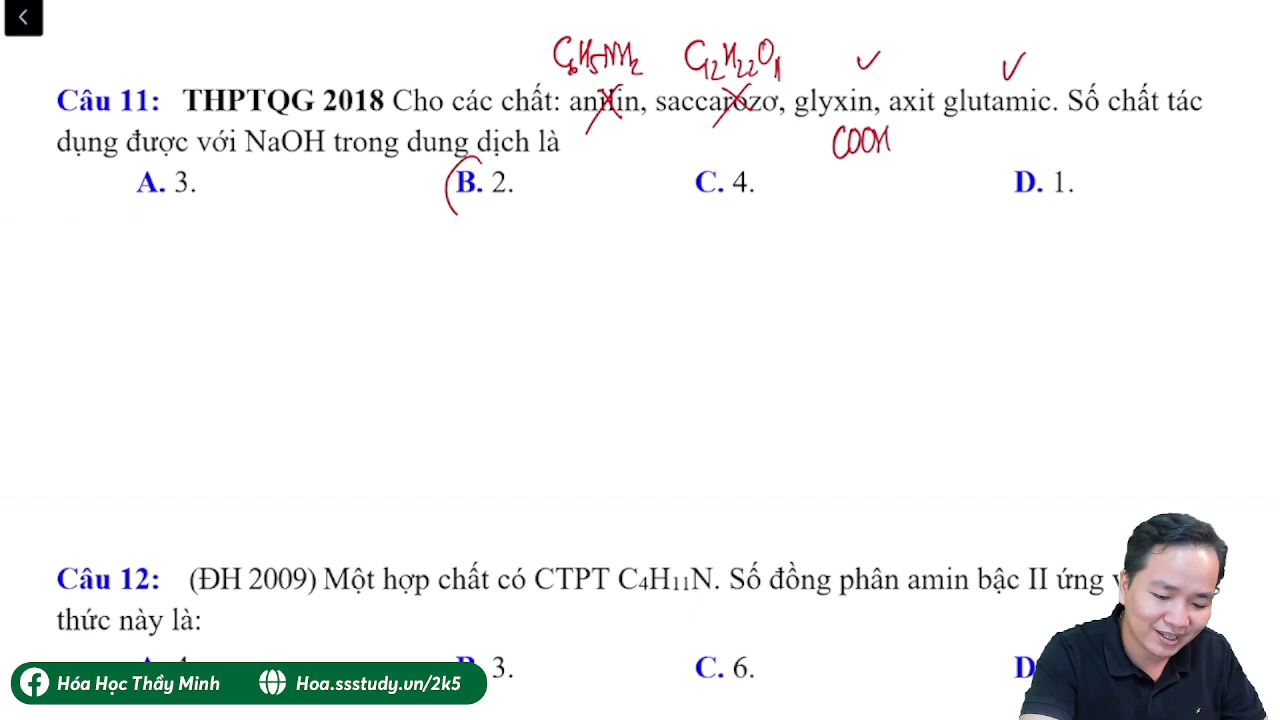 C6H5NH2 C12H22O1
Câu 11: THPTQG 2018 Cho các chất: anilin, saccarozơ, glyxin, axit glutamic. Số chất tác
dụng được với NaOH trong dung dịch là
COOH
A. 3. B. 2. C. 4. D. 1.
Câu 12: (ĐH 2009) Một hợp chất có CTPT C4H11N. Số đồng phân amin bậc II ứng
thức này là:
3. C. 6. D
Hóa Học Thầy Minh Hoa.ssstudy.vn/2k5